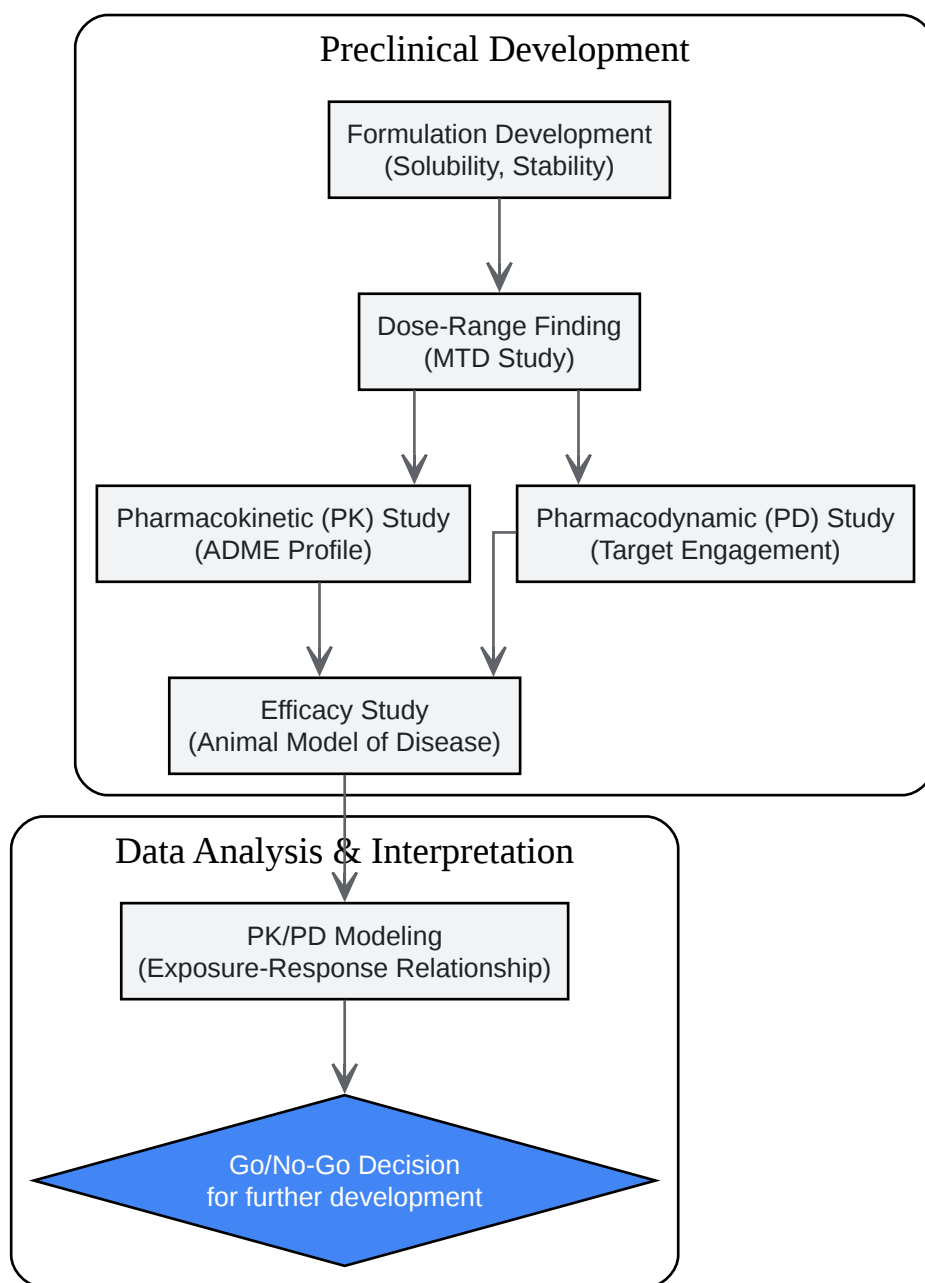 Preclinical Development
Formulation Development
(Solubility, Stability)
Dose-Range Finding
(MTD Study)
Pharmacokinetic (PK) Study
(ADME Profile)
Pharmacodynamic (PD) Study
(Target Engagement)
Efficacy Study
(Animal Model of Disease)
Data Analysis & Interpretation
PK/PD Modeling
(Exposure-Response Relationship)
Go/No-Go Decision
for further development